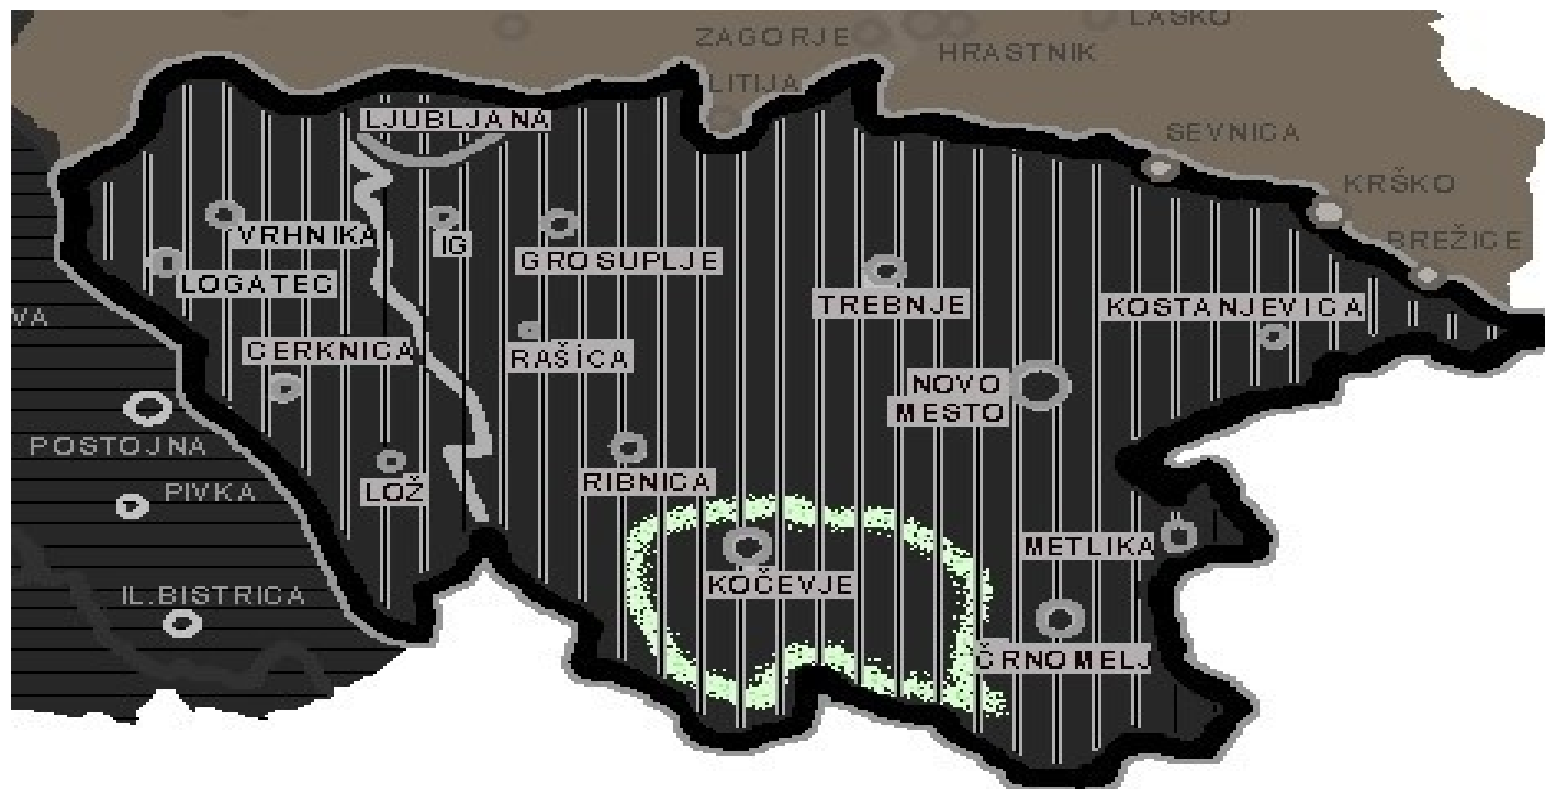 LAŠKO
ZAGORJE
HRASTNIK
LITIJA
LJUBLJANA
SEVNICA
KRŠKO
VRHNIKA
IG
BREŽICE
GROSUPLJE
LOGATEC
TREBNJE
KOSTANJEVICA
VA
CERKNICA
RAŠICA
NOVO
MESTO
POSTOJNA
RIBNICA
PIVKA
LOŽ
METLIKA
KOČEVJE
IL.BISTRICA
ČRNOMELJ